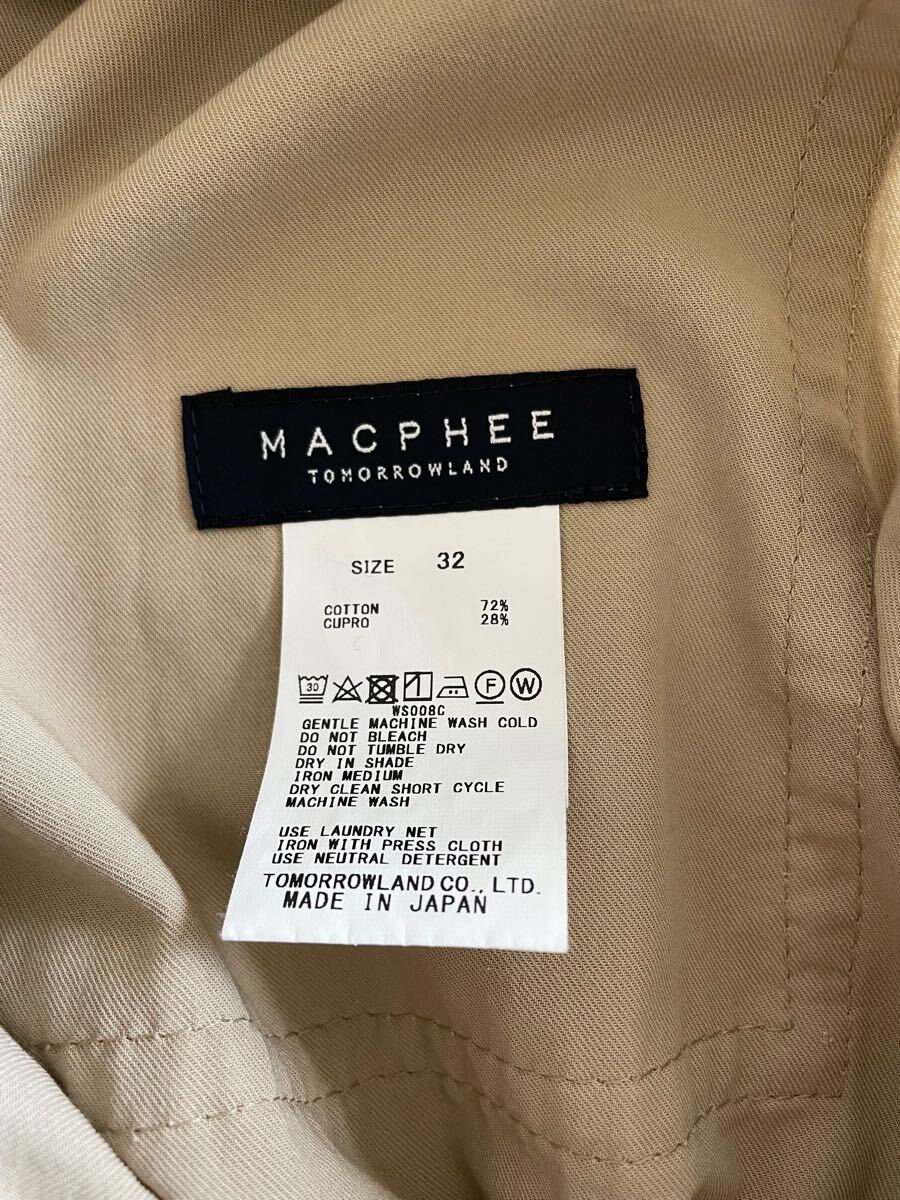 MACPHEE
TOMORROWLAND
SIZE 32
COTTON 72%
CUPRO 28%
30 F W
WS008C
GENTLE MACHINE WASH COLD
DO NOT BLEACH
DO NOT TUMBLE DRY
DRY IN SHADE
IRON MEDIUM
DRY CLEAN SHORT CYCLE
MACHINE WASH
USE LAUNDRY NET
IRON WITH PRESS CLOTH
USE NEUTRAL DETERGENT
TOMORROWLAND CO., LTD.
MADE IN JAPAN